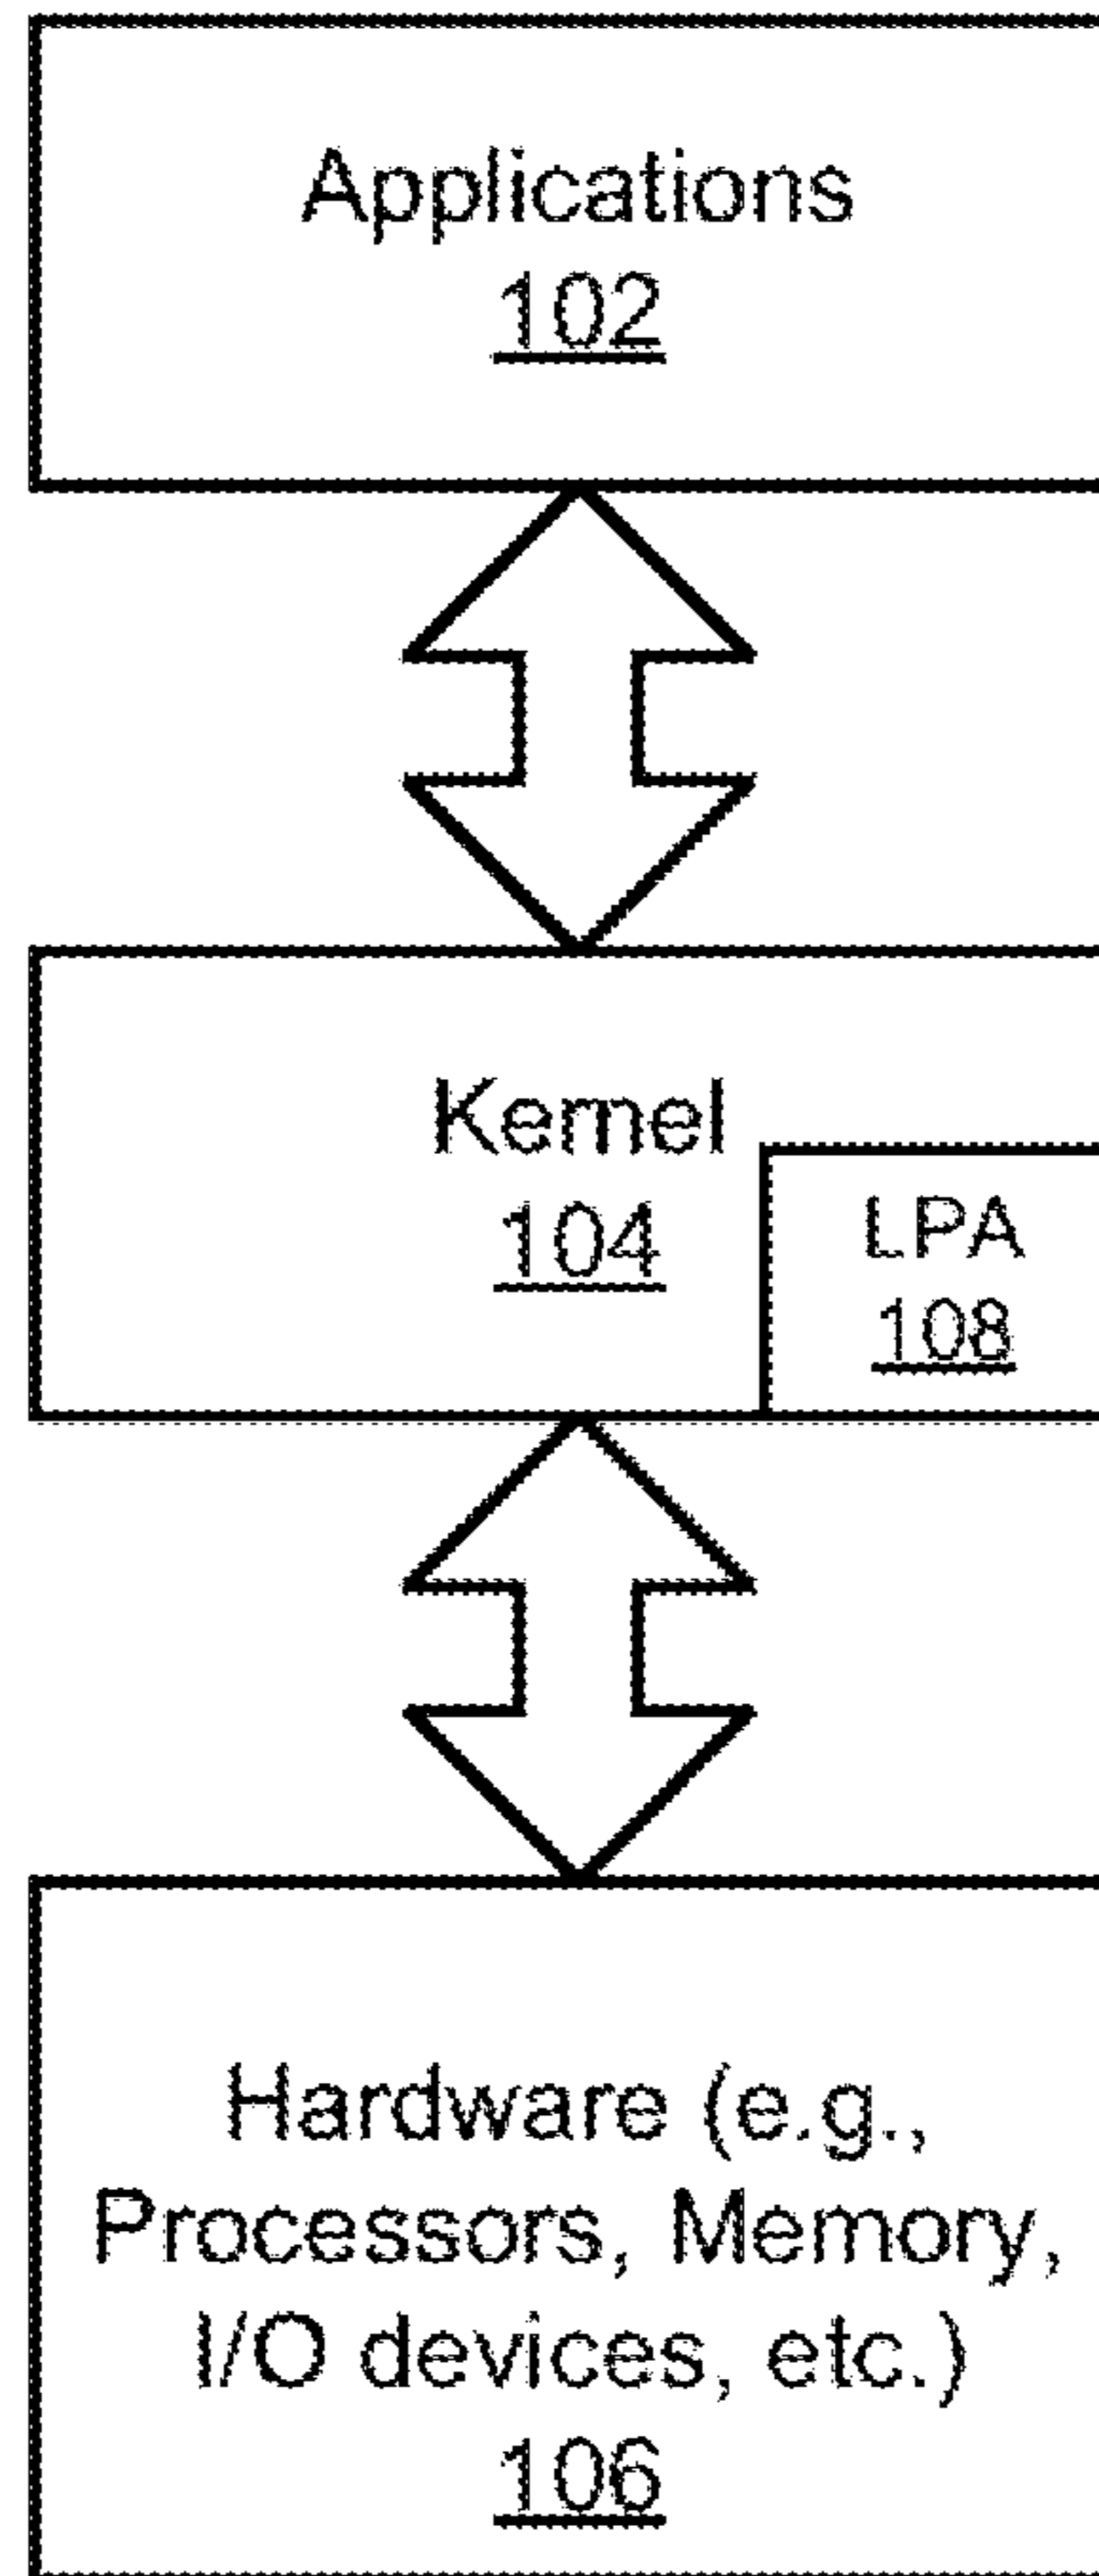 Applications
102
Kernel
104
LPA
108
Hardware (e.g.,
Processors, Memory,
I/O devices, etc.)
106